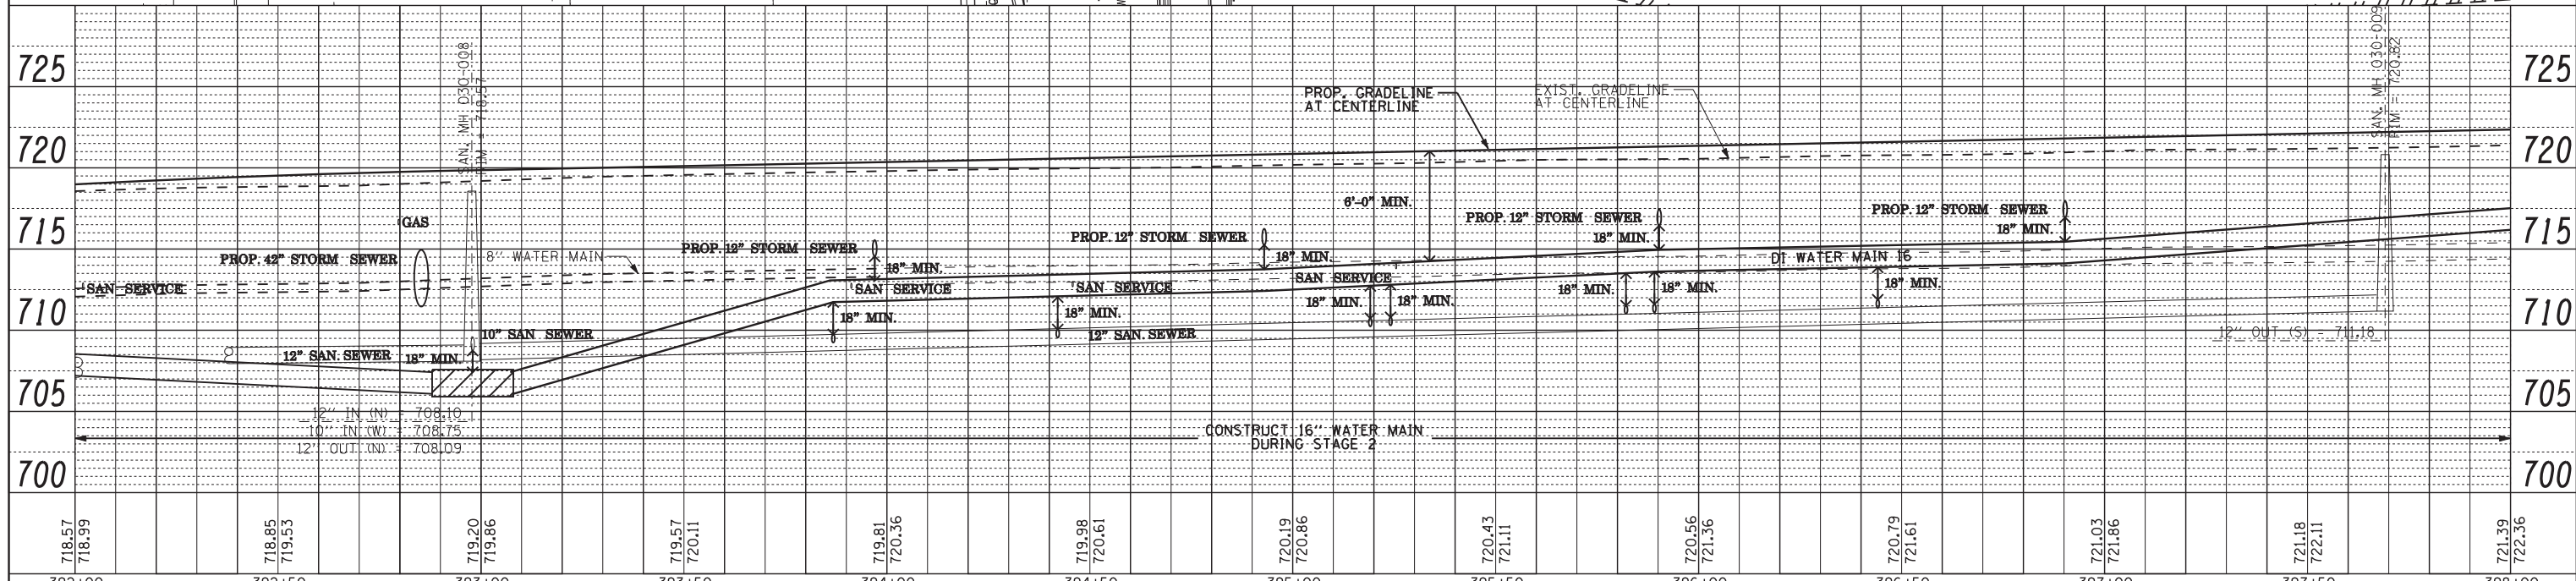 725
720
715
710
705
700
SAN. MH 030-008
RIM = 718.57
SAN. MH 030-009
RIM = 720.82
PROP. GRADELINE
AT CENTERLINE
EXIST. GRADELINE
AT CENTERLINE
6'-0" MIN.
GAS
PROP. 42" STORM SEWER
8" WATER MAIN
PROP. 12" STORM SEWER
18" MIN.
PROP. 12" STORM SEWER
18" MIN.
PROP. 12" STORM SEWER
18" MIN.
PROP. 12" STORM SEWER
18" MIN.
DI WATER MAIN 16
SAN SERVICE
SAN SERVICE
SAN SERVICE
SAN SERVICE
18" MIN.
18" MIN.
18" MIN.
18" MIN.
18" MIN.
18" MIN.
18" MIN.
10" SAN SEWER
12" SAN. SEWER
12" SAN. SEWER
18" MIN.
12" OUT (S) = 711.18
12" IN (N) = 708.10
10" IN (W) = 708.75
12" OUT (N) = 708.09
CONSTRUCT 16" WATER MAIN
DURING STAGE 2
725
720
715
710
705
700
718.57
718.99
718.85
719.53
719.20
719.86
719.57
720.11
719.81
720.36
719.98
720.61
720.19
720.86
720.43
721.11
720.56
721.36
720.79
721.61
721.03
721.86
721.18
722.11
721.39
722.36